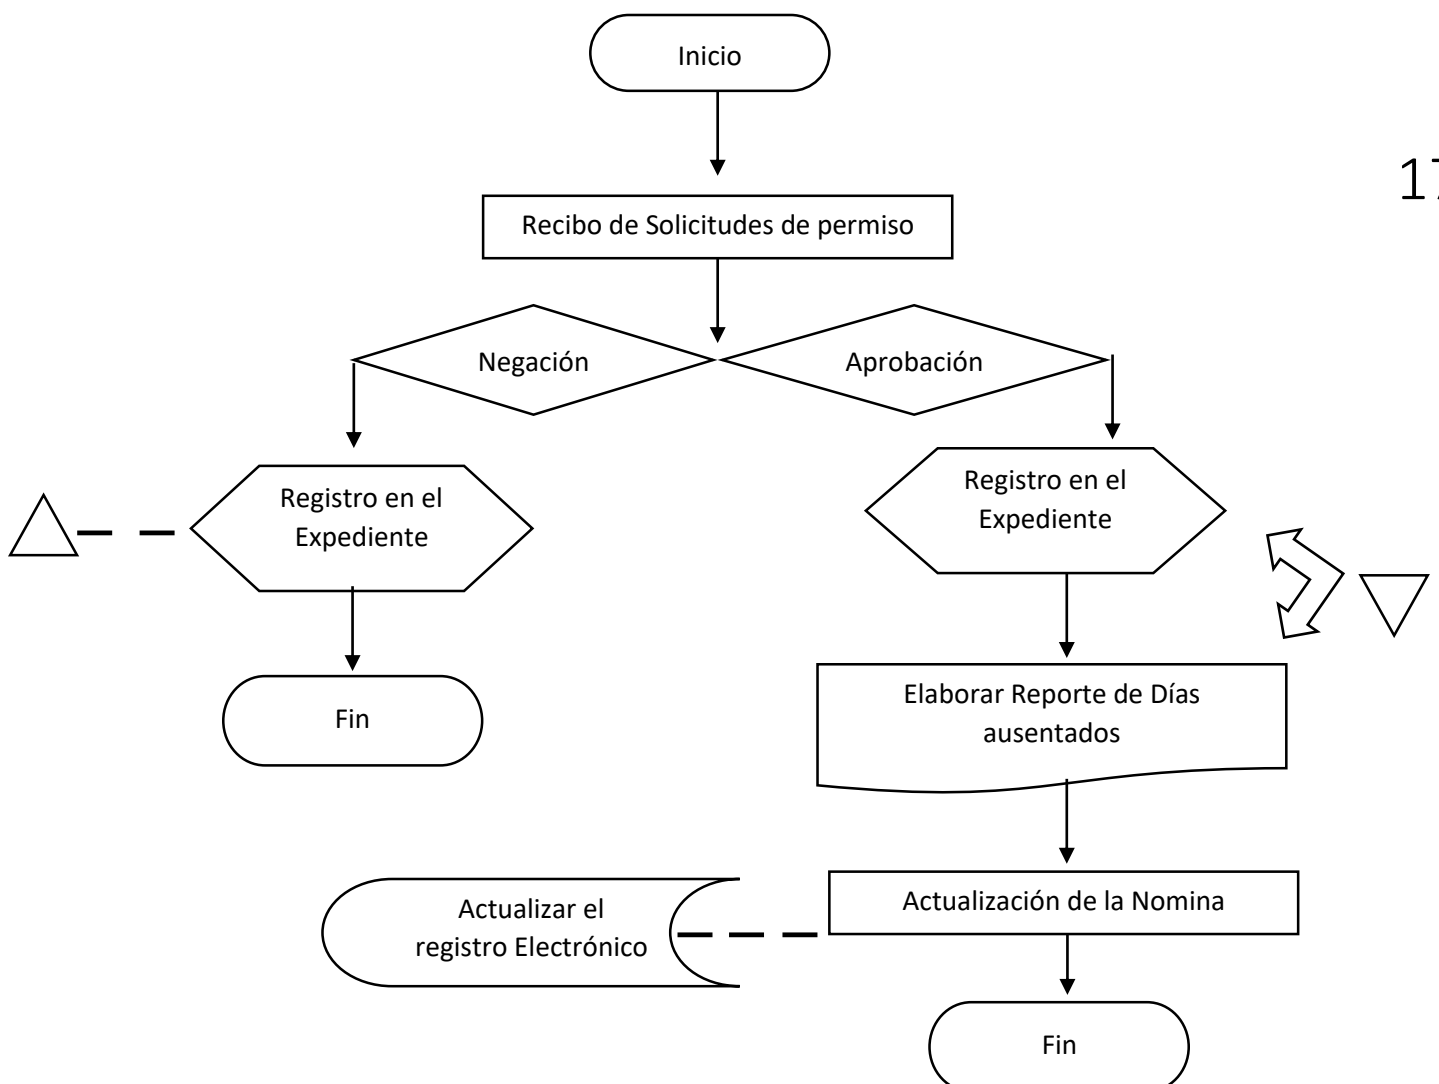 Inicio
17
Recibo de Solicitudes de permiso
Negación
Aprobación
Registro en el
Expediente
Registro en el
Expediente
Fin
Elaborar Reporte de Días
ausentados
Actualizar el
registro Electrónico
Actualización de la Nomina
Fin